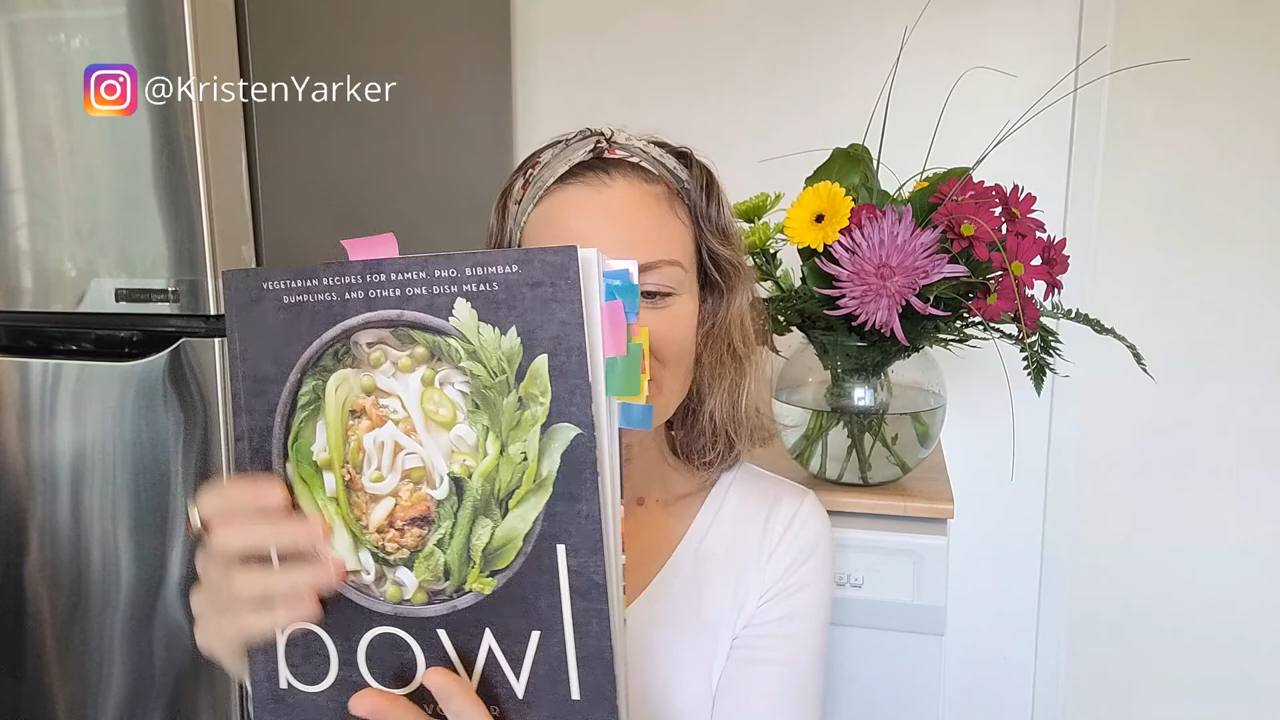 @KristenYarker
VEGETARIAN RECIPES FOR RAMEN, PHO, BIBIMBAP,
DUMPLINGS, AND OTHER ONE-DISH MEALS
bowl